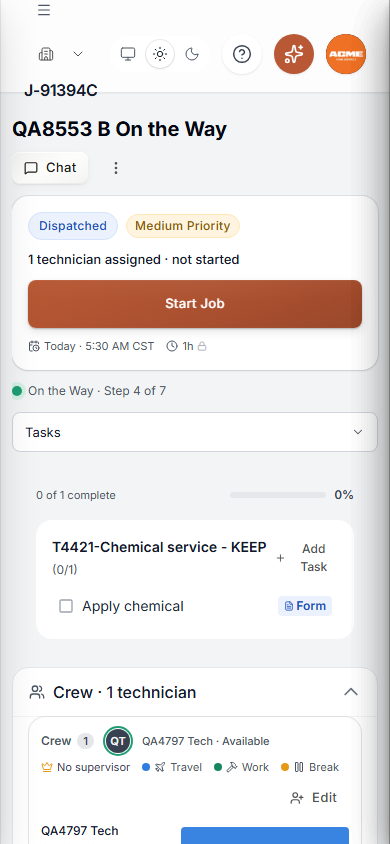 ACME
J-91394C
QA8553 B On the Way
Chat
Dispatched
Medium Priority
1 technician assigned · not started
Start Job
Today · 5:30 AM CST
1h
On the Way · Step 4 of 7
Tasks
0 of 1 complete
0%
T4421-Chemical service - KEEP
(0/1)
Add
Task
Apply chemical
Form
Crew · 1 technician
Crew 1
QT
QA4797 Tech · Available
No supervisor
Travel
Work
Break
Edit
QA4797 Tech